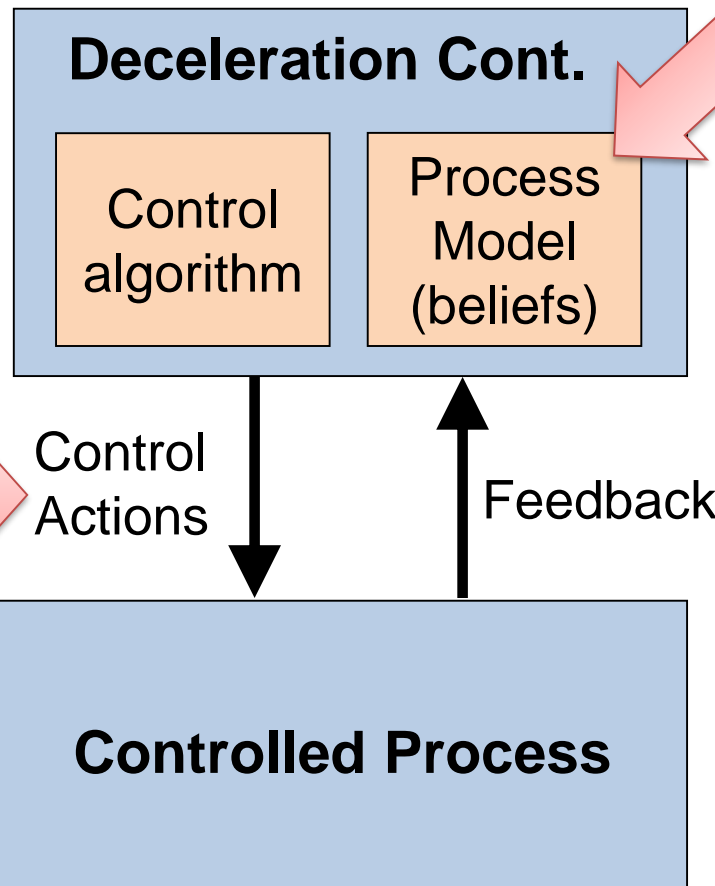 Deceleration Cont.
Control
algorithm
Process
Model
(beliefs)
Control
Actions
Feedback
Controlled Process